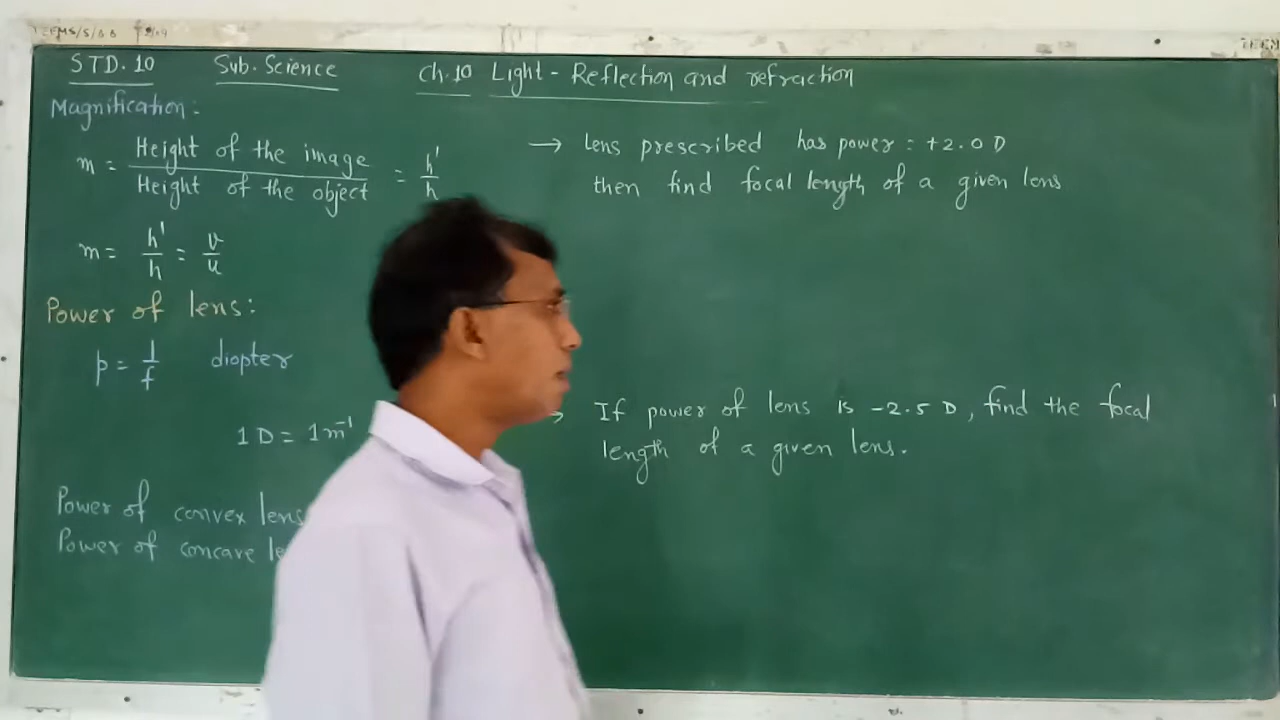 STD. 10 Sub. Science Ch. 10 Light - Reflection and refraction
Magnification:
m = Height of the image / Height of the object = h' / h
m = h' / h = v / u
Power of lens:
p = 1 / f diopter
1 D = 1 m⁻¹
Power of convex lens
Power of concave
→ Lens prescribed has power : +2.0 D
then find focal length of a given lens
If power of lens is -2.5 D, find the focal
length of a given lens.